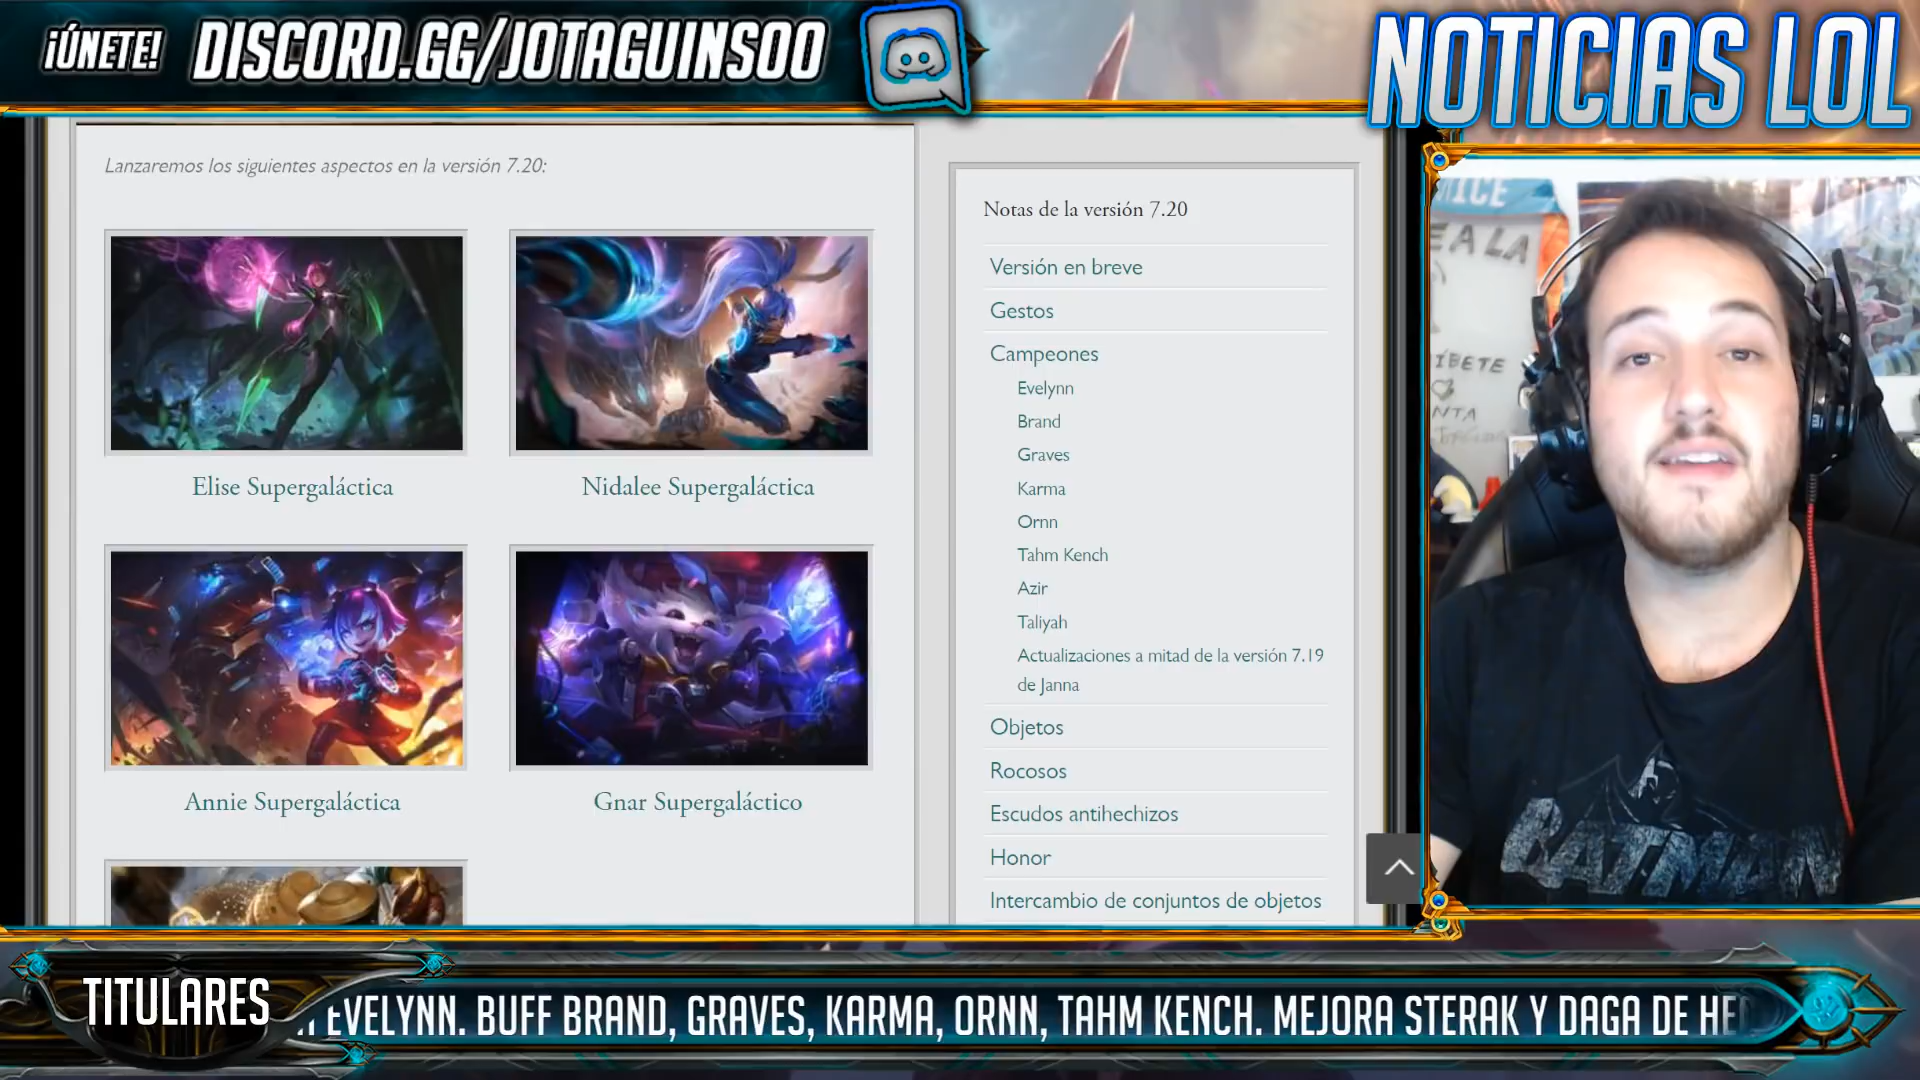 ¡ÚNETE! DISCORD.GG/JOTAGUINSOO
NOTICIAS LOL
Lanzaremos los siguientes aspectos en la versión 7.20:
Elise Supergaláctica
Nidalee Supergaláctica
Annie Supergaláctica
Gnar Supergaláctico
Notas de la versión 7.20
Versión en breve
Gestos
Campeones
Evelynn
Brand
Graves
Karma
Ornn
Tahm Kench
Azir
Taliyah
Actualizaciones a mitad de la versión 7.19
de Janna
Objetos
Rocosos
Escudos antihechizos
Honor
Intercambio de conjuntos de objetos
BATMAN
TITULARES
EVELYNN. BUFF BRAND, GRAVES, KARMA, ORNN, TAHM KENCH. MEJORA STERAK Y DAGA DE